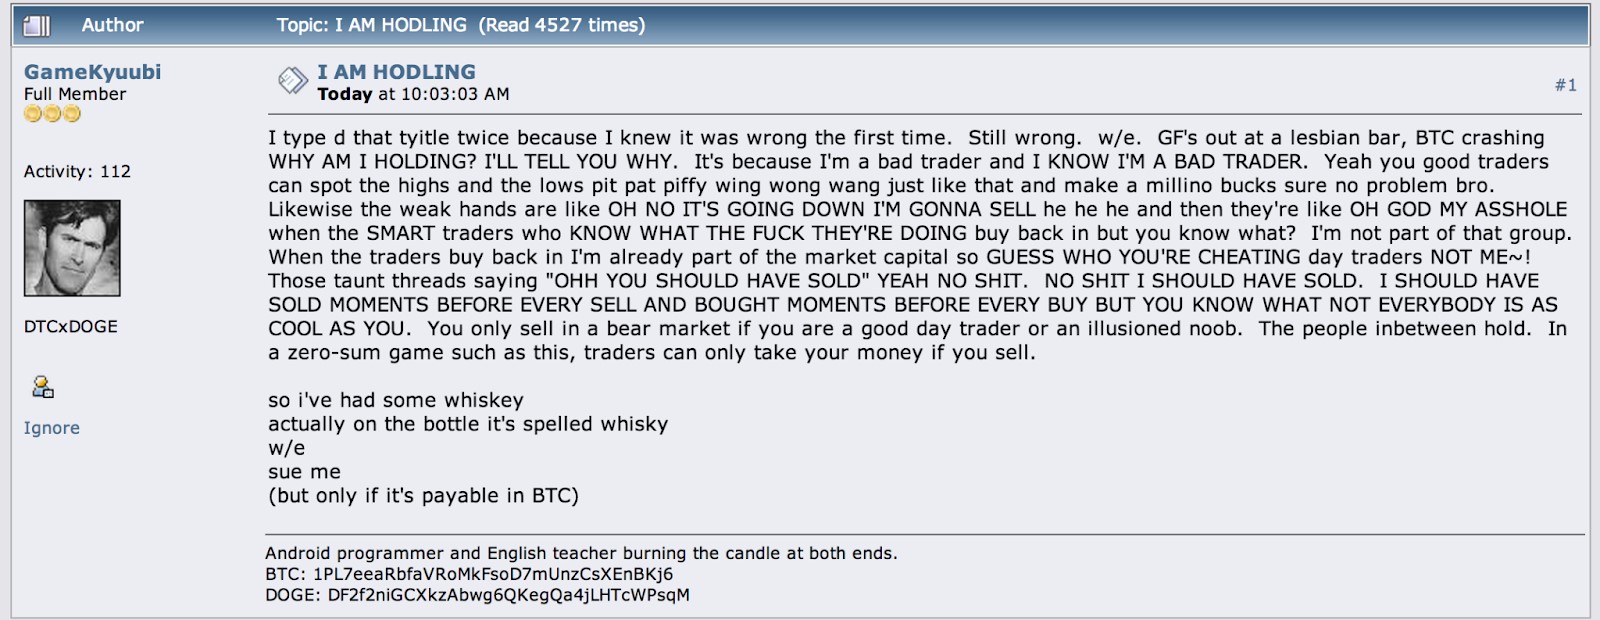 Author
Topic: I AM HODLING (Read 4527 times)
GameKyuubi
Full Member
Activity: 112
DTCxDOGE
Ignore
I AM HODLING
Today at 10:03:03 AM
#1
I type d that tyitle twice because I knew it was wrong the first time.  Still wrong.  w/e.  GF's out at a lesbian bar, BTC crashing
WHY AM I HOLDING? I'LL TELL YOU WHY.  It's because I'm a bad trader and I KNOW I'M A BAD TRADER.  Yeah you good traders
can spot the highs and the lows pit pat piffy wing wong wang just like that and make a millino bucks sure no problem bro.
Likewise the weak hands are like OH NO IT'S GOING DOWN I'M GONNA SELL he he he and then they're like OH GOD MY ASSHOLE
when the SMART traders who KNOW WHAT THE FUCK THEY'RE DOING buy back in but you know what?  I'm not part of that group.
When the traders buy back in I'm already part of the market capital so GUESS WHO YOU'RE CHEATING day traders NOT ME~!
Those taunt threads saying "OHH YOU SHOULD HAVE SOLD" YEAH NO SHIT.  NO SHIT I SHOULD HAVE SOLD.  I SHOULD HAVE
SOLD MOMENTS BEFORE EVERY SELL AND BOUGHT MOMENTS BEFORE EVERY BUY BUT YOU KNOW WHAT NOT EVERYBODY IS AS
COOL AS YOU.  You only sell in a bear market if you are a good day trader or an illusioned noob.  The people inbetween hold.  In
a zero-sum game such as this, traders can only take your money if you sell.
so i've had some whiskey
actually on the bottle it's spelled whisky
w/e
sue me
(but only if it's payable in BTC)
Android programmer and English teacher burning the candle at both ends.
BTC: 1PL7eeaRbfaVRoMkFsoD7mUnzCsXEnBKj6
DOGE: DF2f2niGCXkzAbwg6QKegQa4jLHTcWPsqM